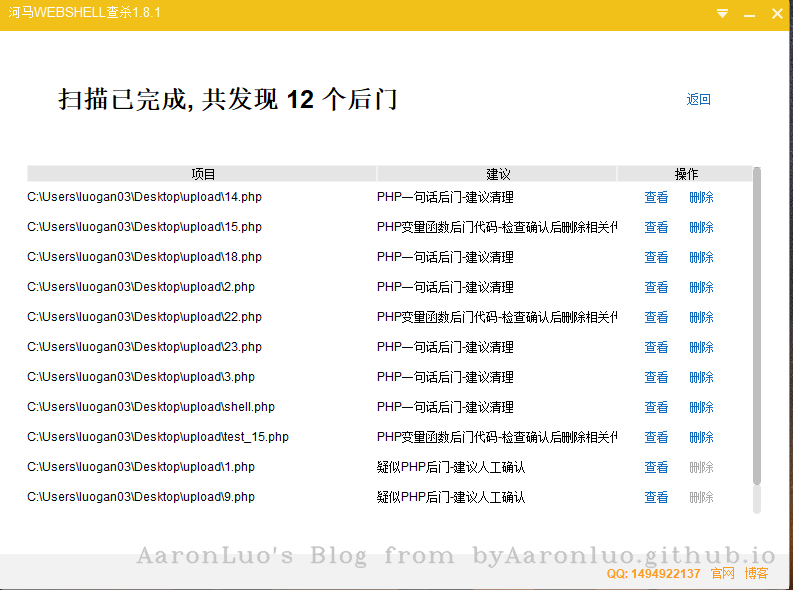 河马WEBSHELL查杀1.8.1
扫描已完成, 共发现 12 个后门
返回
项目 建议 操作
C:\Users\luogan03\Desktop\upload\14.php PHP一句话后门-建议清理 查看 删除
C:\Users\luogan03\Desktop\upload\15.php PHP变量函数后门代码-检查确认后删除相关 查看 删除
C:\Users\luogan03\Desktop\upload\18.php PHP一句话后门-建议清理 查看 删除
C:\Users\luogan03\Desktop\upload\2.php PHP一句话后门-建议清理 查看 删除
C:\Users\luogan03\Desktop\upload\22.php PHP变量函数后门代码-检查确认后删除相关 查看 删除
C:\Users\luogan03\Desktop\upload\23.php PHP一句话后门-建议清理 查看 删除
C:\Users\luogan03\Desktop\upload\3.php PHP一句话后门-建议清理 查看 删除
C:\Users\luogan03\Desktop\upload\shell.php PHP一句话后门-建议清理 查看 删除
C:\Users\luogan03\Desktop\upload\test_15.php PHP变量函数后门代码-检查确认后删除相关 查看 删除
C:\Users\luogan03\Desktop\upload\1.php 疑似PHP后门-建议人工确认 查看 删除
C:\Users\luogan03\Desktop\upload\9.php 疑似PHP后门-建议人工确认 查看 删除
AaronLuo's Blog from byAaronluo.github.io
QQ: 1494922137 官网 博客